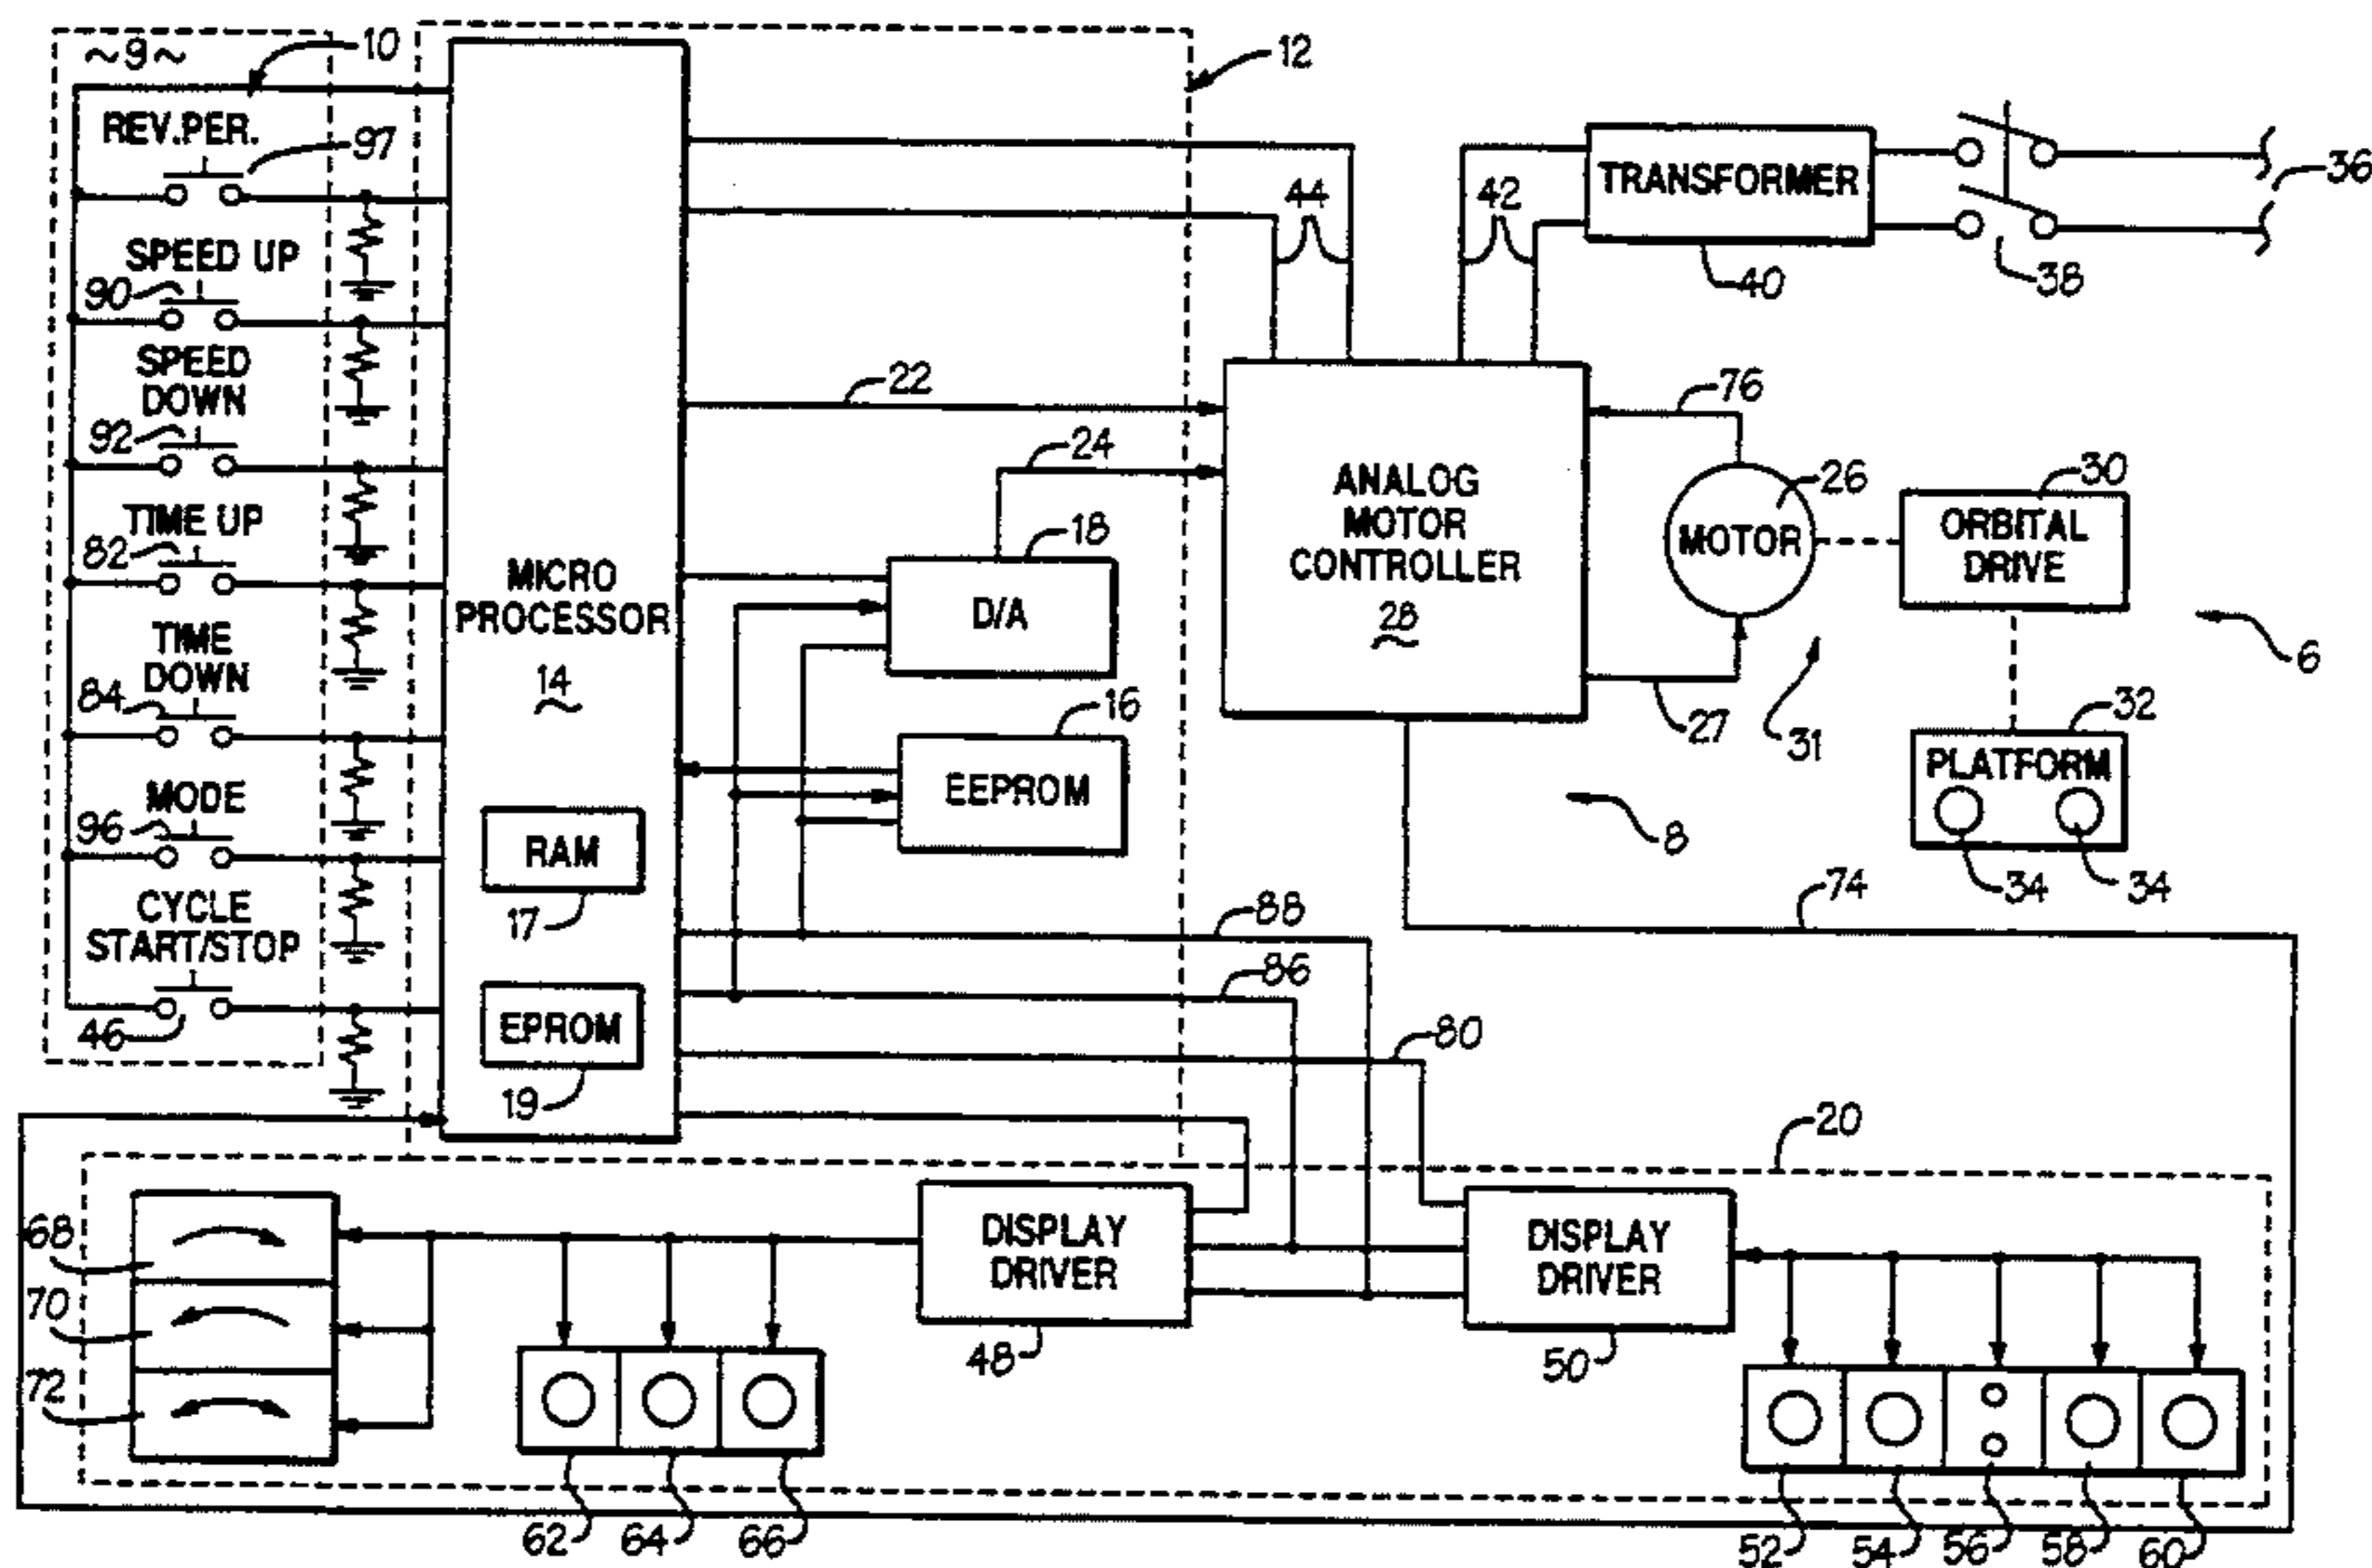 ~9~
10
12
REV.PER.
97
44
42
TRANSFORMER
36
SPEED UP
90
40
38
SPEED
DOWN
22
76
92
24
ANALOG
MOTOR
CONTROLLER
28
26
MOTOR
30
ORBITAL
DRIVE
TIME UP
82
MICRO
PROCESSOR
14
18
D/A
6
TIME
DOWN
84
16
EEPROM
27
31
32
PLATFORM
MODE
96
RAM
17
8
34
34
CYCLE
START/STOP
46
88
74
86
EPROM
19
80
20
68
70
72
DISPLAY
DRIVER
48
DISPLAY
DRIVER
50
62
64
66
52
54
56
58
60